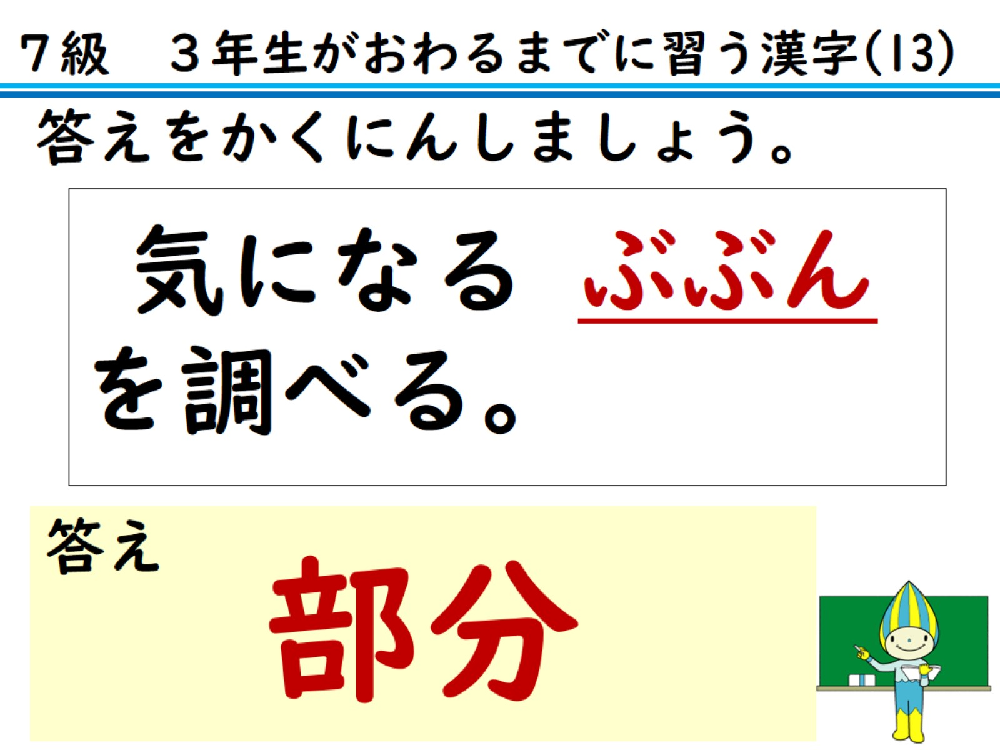 ７級　３年生がおわるまでに習う漢字(13)
答えをかくにんしましょう。
気になる　ぶぶん
を調べる。
答え
部分